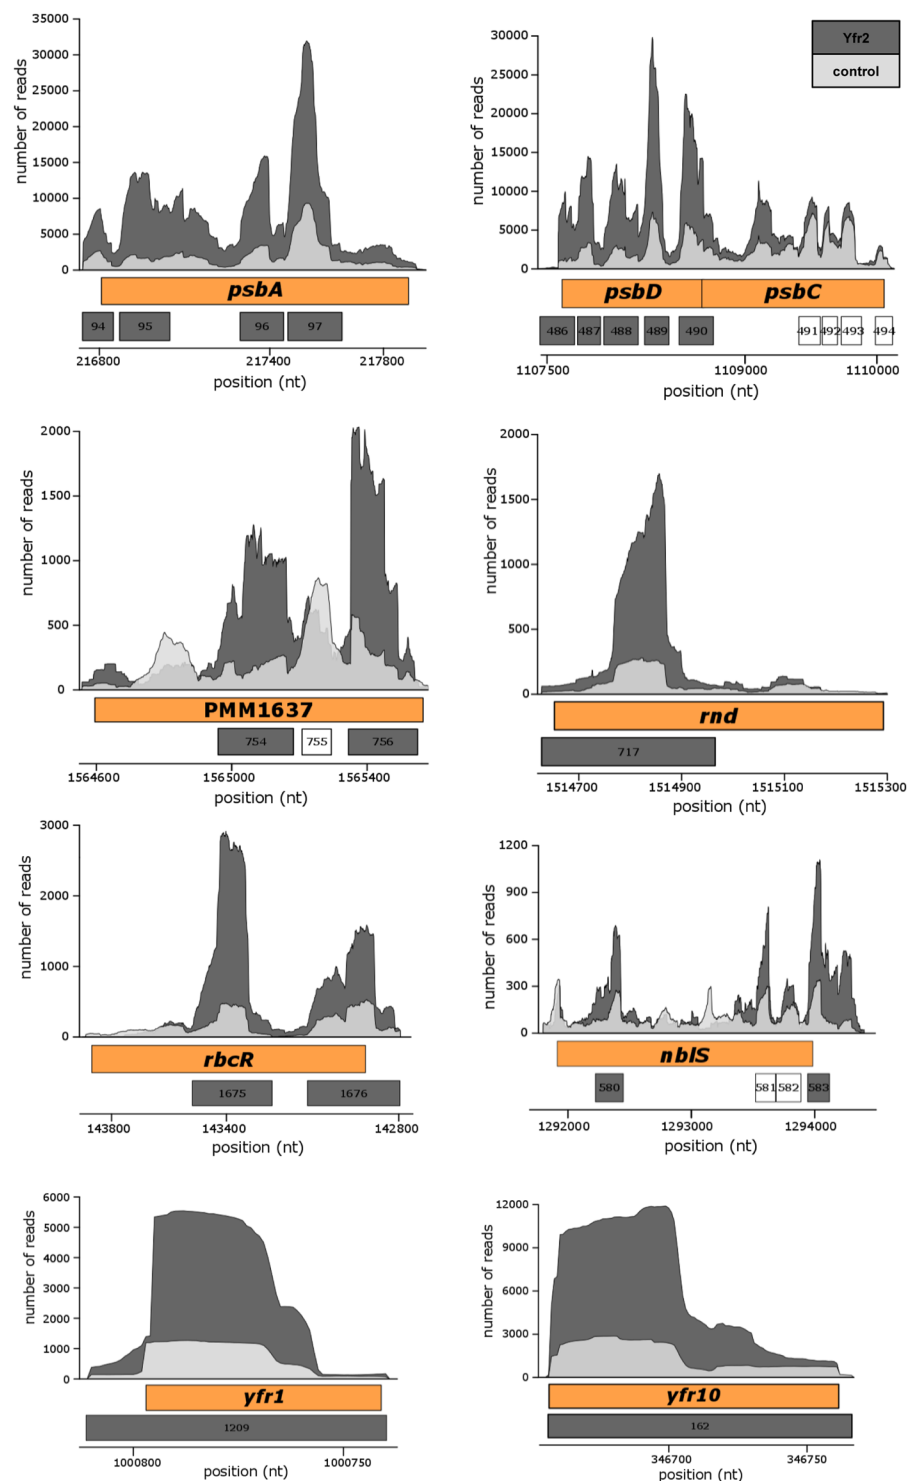 35000
30000
25000
20000
15000
10000
5000
0
number of reads
psbA
94 95 96 97
216800 217400 217800
position (nt)
Yfr2
control
30000
25000
20000
15000
10000
5000
0
number of reads
psbD psbC
486 487 488 489 490 491 492 493 494
1107500 1109000 1110000
position (nt)
2000
1500
1000
500
0
number of reads
PMM1637
754 755 756
1564600 1565000 1565400
position (nt)
2000
1500
1000
500
0
number of reads
rnd
717
1514700 1514900 1515100 1515300
position (nt)
3000
2000
1000
0
number of reads
rbcR
1675 1676
143800 143400 142800
position (nt)
1200
900
600
300
0
number of reads
nblS
580 581 582 583
1292000 1293000 1294000
position (nt)
6000
5000
4000
3000
2000
1000
0
number of reads
yfr1
1209
1000800 1000750
position (nt)
12000
9000
6000
3000
0
number of reads
yfr10
162
346700 346750
position (nt)